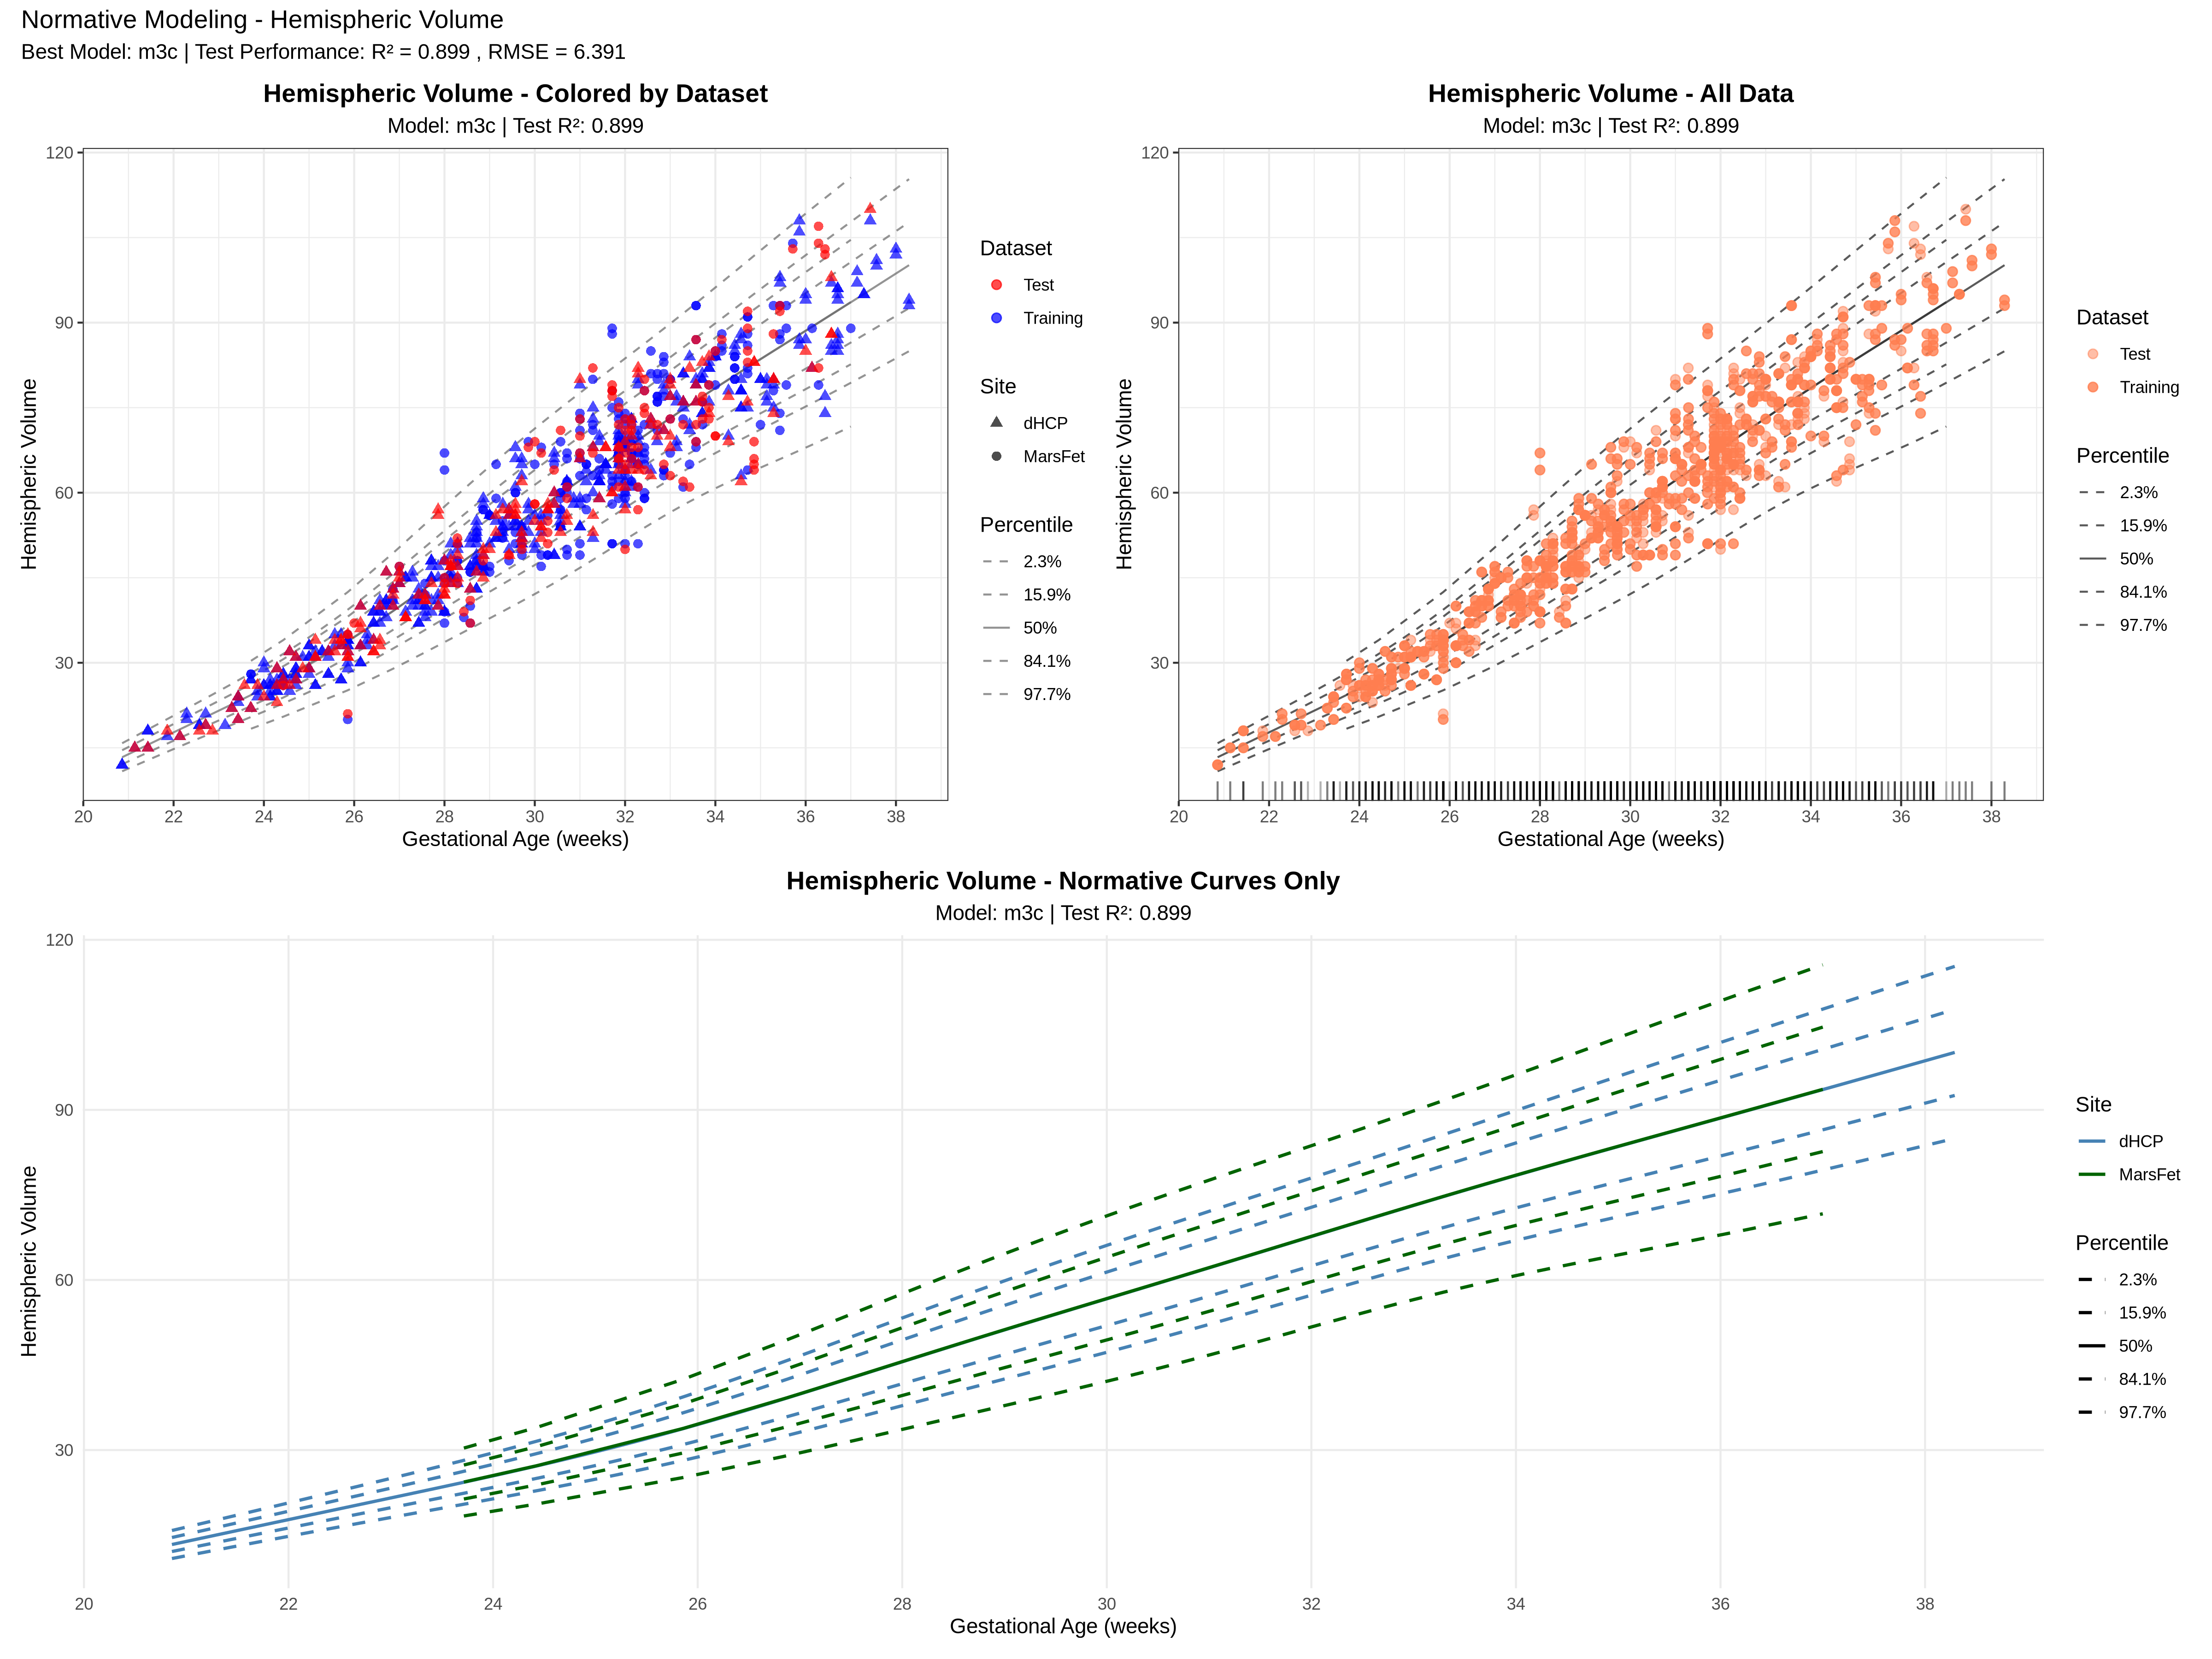 Normative Modeling - Hemispheric Volume
Best Model: m3c | Test Performance: R² = 0.899 , RMSE = 6.391
Hemispheric Volume - Colored by Dataset
Model: m3c | Test R²: 0.899
Hemispheric Volume
120
90
60
30
20 22 24 26 28 30 32 34 36 38
Gestational Age (weeks)
Dataset
Test
Training
Site
dHCP
MarsFet
Percentile
2.3%
15.9%
50%
84.1%
97.7%
Hemispheric Volume - All Data
Model: m3c | Test R²: 0.899
Hemispheric Volume
120
90
60
30
20 22 24 26 28 30 32 34 36 38
Gestational Age (weeks)
Dataset
Test
Training
Percentile
2.3%
15.9%
50%
84.1%
97.7%
Hemispheric Volume - Normative Curves Only
Model: m3c | Test R²: 0.899
Hemispheric Volume
120
90
60
30
20 22 24 26 28 30 32 34 36 38
Gestational Age (weeks)
Site
dHCP
MarsFet
Percentile
2.3%
15.9%
50%
84.1%
97.7%